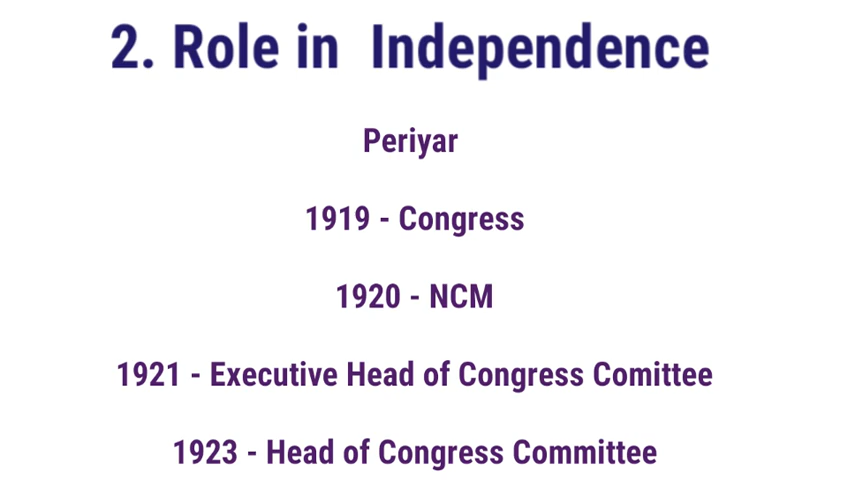 2. Role in Independence
Periyar
1919 - Congress
1920 - NCM
1921 - Executive Head of Congress Comittee
1923 - Head of Congress Committee